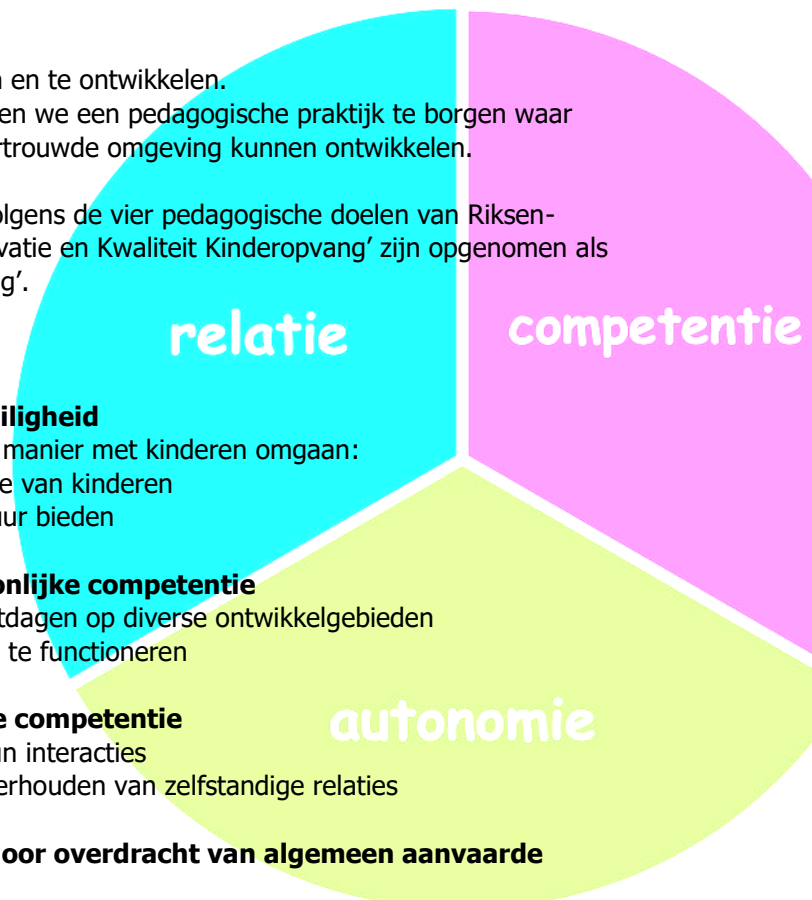 en te ontwikkelen.
en we een pedagogische praktijk te borgen waar
rtrouwde omgeving kunnen ontwikkelen.
olgens de vier pedagogische doelen van Riksen-
vatie en Kwaliteit Kinderopvang’ zijn opgenomen als
g’.
relatie
competentie
iligheid
manier met kinderen omgaan:
e van kinderen
uur bieden
onlijke competentie
tdagen op diverse ontwikkelgebieden
te functioneren
e competentie
autonomie
un interacties
erhouden van zelfstandige relaties
oor overdracht van algemeen aanvaarde